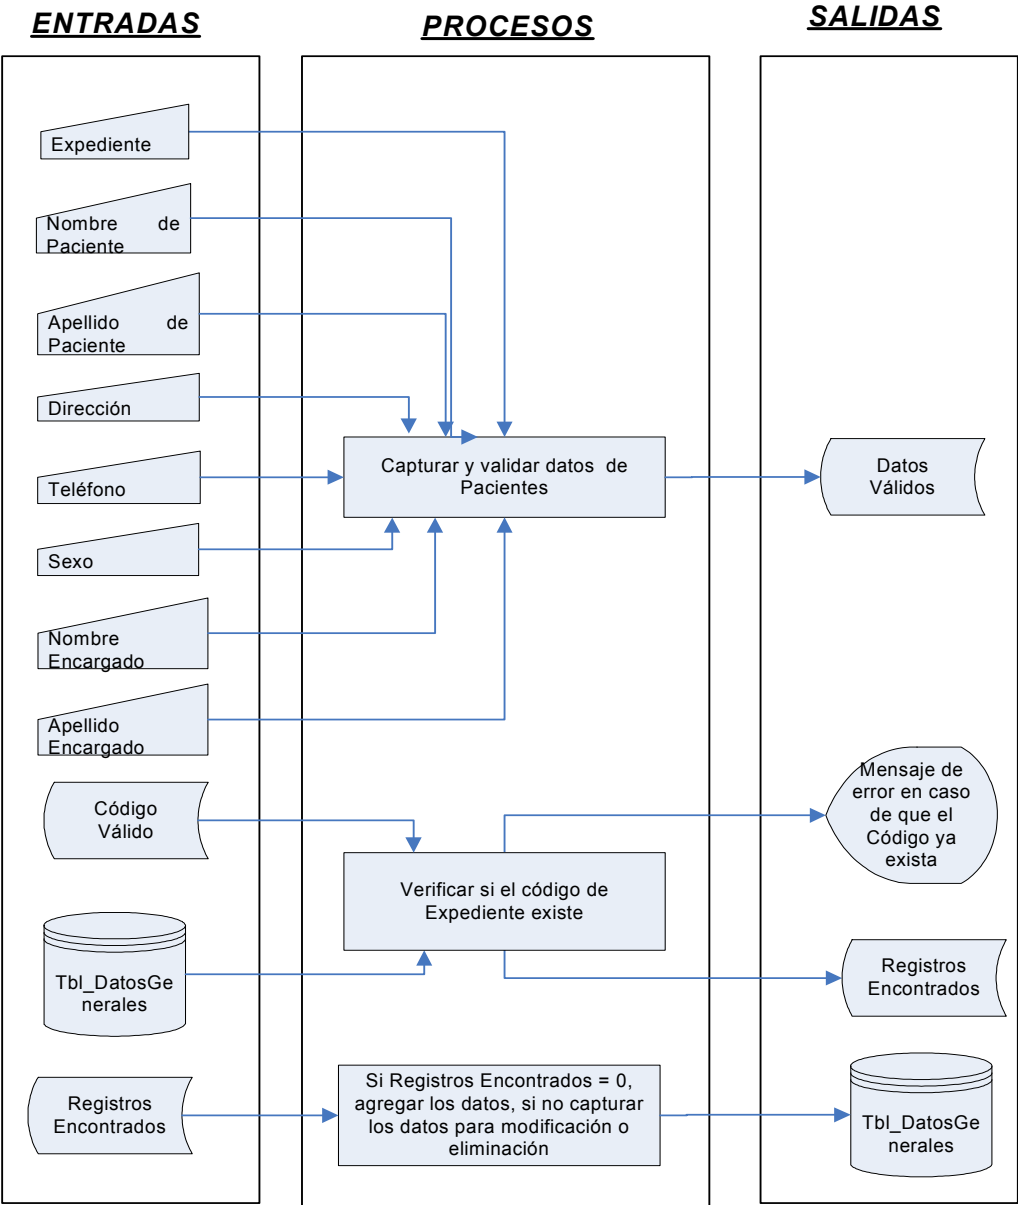 ENTRADAS
PROCESOS
SALIDAS
Expediente
Nombre de
Paciente
Apellido de
Paciente
Dirección
Teléfono
Sexo
Nombre
Encargado
Apellido
Encargado
Código
Válido
Tbl_DatosGe
nerales
Registros
Encontrados
Capturar y validar datos de
Pacientes
Verificar si el código de
Expediente existe
Si Registros Encontrados = 0,
agregar los datos, si no capturar
los datos para modificación o
eliminación
Datos
Válidos
Mensaje de
error en caso
de que el
Código ya
exista
Registros
Encontrados
Tbl_DatosGe
nerales